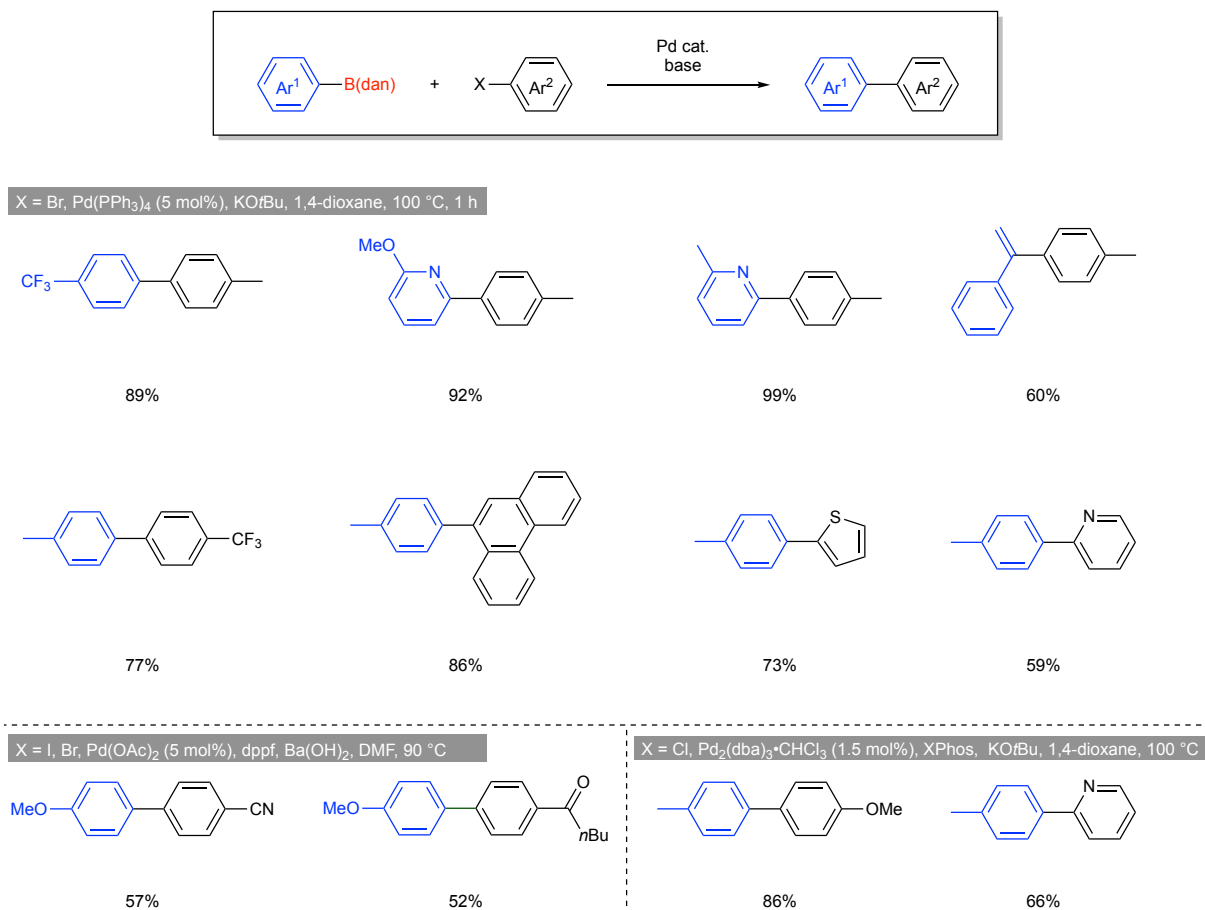 Pd cat.
base
Ar1 B(dan) + X Ar2 Ar1 Ar2
X = Br, Pd(PPh3)4 (5 mol%), KOtBu, 1,4-dioxane, 100 °C, 1 h
CF3 MeO N N
89% 92% 99% 60%
CF3 S N
77% 86% 73% 59%
X = I, Br, Pd(OAc)2 (5 mol%), dppf, Ba(OH)2, DMF, 90 °C
MeO CN MeO O nBu
57% 52%
X = Cl, Pd2(dba)3•CHCl3 (1.5 mol%), XPhos, KOtBu, 1,4-dioxane, 100 °C
OMe N
86% 66%